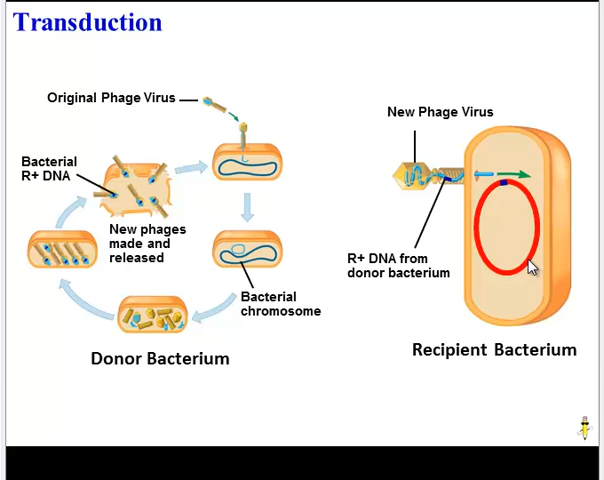 Transduction
Original Phage Virus
Bacterial
R+ DNA
New phages
made and
released
Bacterial
chromosome
Donor Bacterium
New Phage Virus
R+ DNA from
donor bacterium
Recipient Bacterium